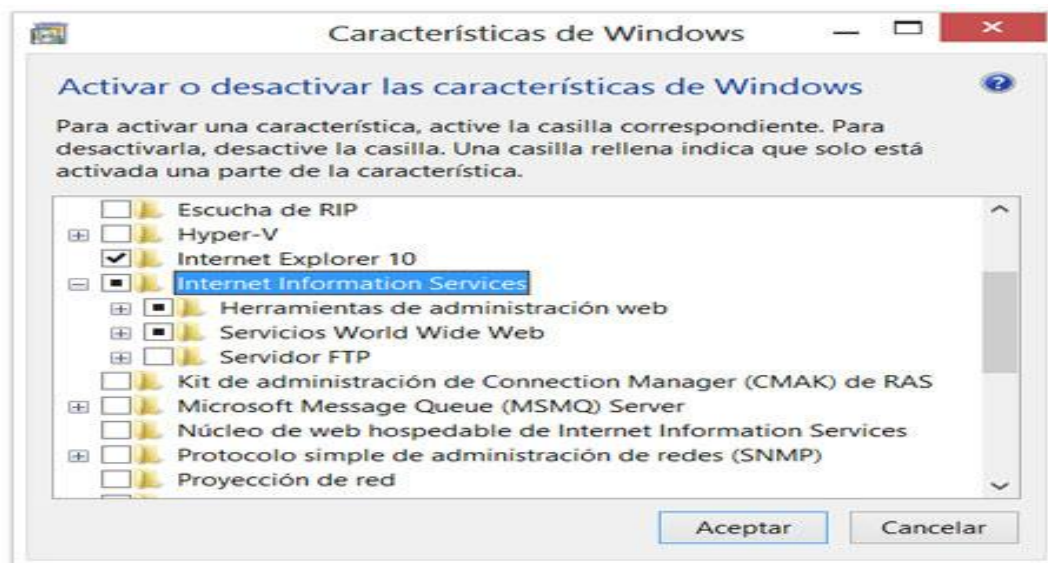 Características de Windows
Activar o desactivar las características de Windows
Para activar una característica, active la casilla correspondiente. Para
desactivarla, desactive la casilla. Una casilla rellena indica que solo está
activada una parte de la característica.
Escucha de RIP
Hyper-V
Internet Explorer 10
Internet Information Services
Herramientas de administración web
Servicios World Wide Web
Servidor FTP
Kit de administración de Connection Manager (CMAK) de RAS
Microsoft Message Queue (MSMQ) Server
Núcleo de web hospedable de Internet Information Services
Protocolo simple de administración de redes (SNMP)
Proyección de red
Aceptar Cancelar